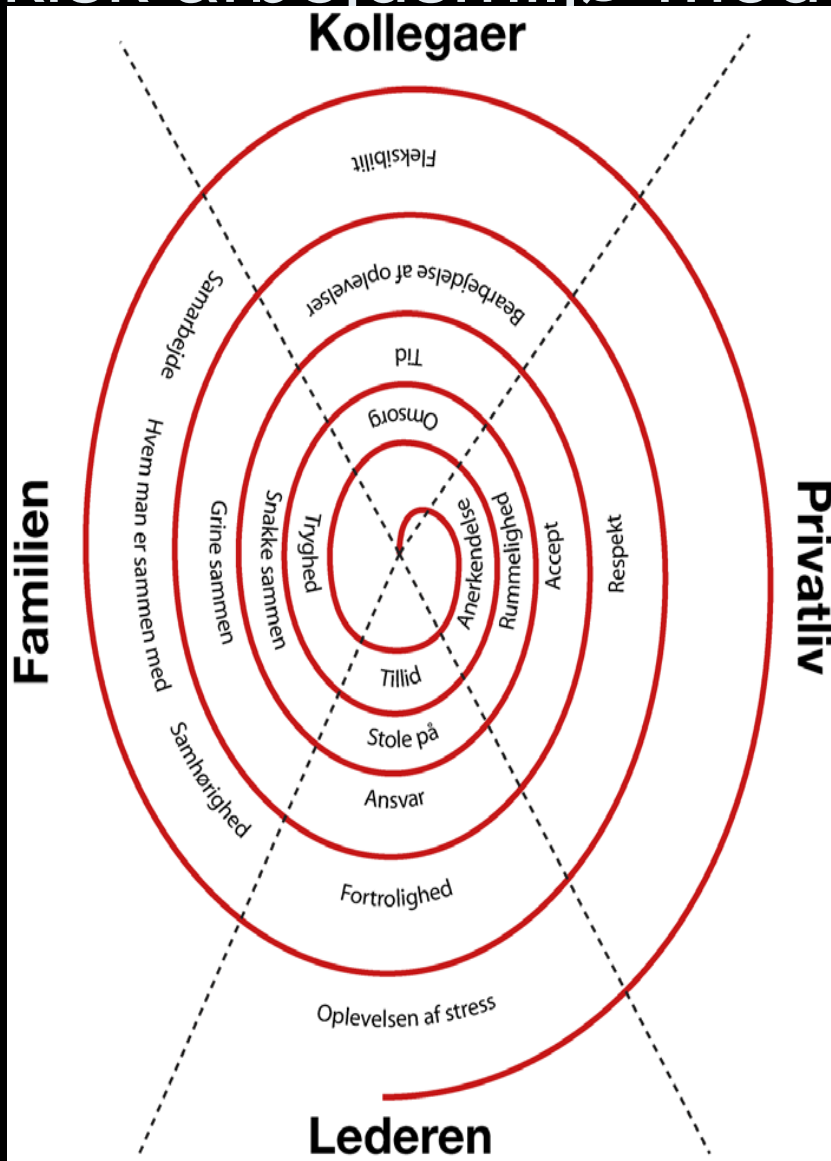 Kollegaer
Fleksibilit
Bearbejdelse af oplevelser
Tid
Omsorg
Familien
Samarbejde
Hvem man er sammen med
Samhørighed
Grine sammen
Snakke sammen
Tryghed
Anerkendelse
Rummelighed
Accept
Respekt
Privatliv
Tillid
Stole på
Ansvar
Fortrolighed
Oplevelsen af stress
Lederen